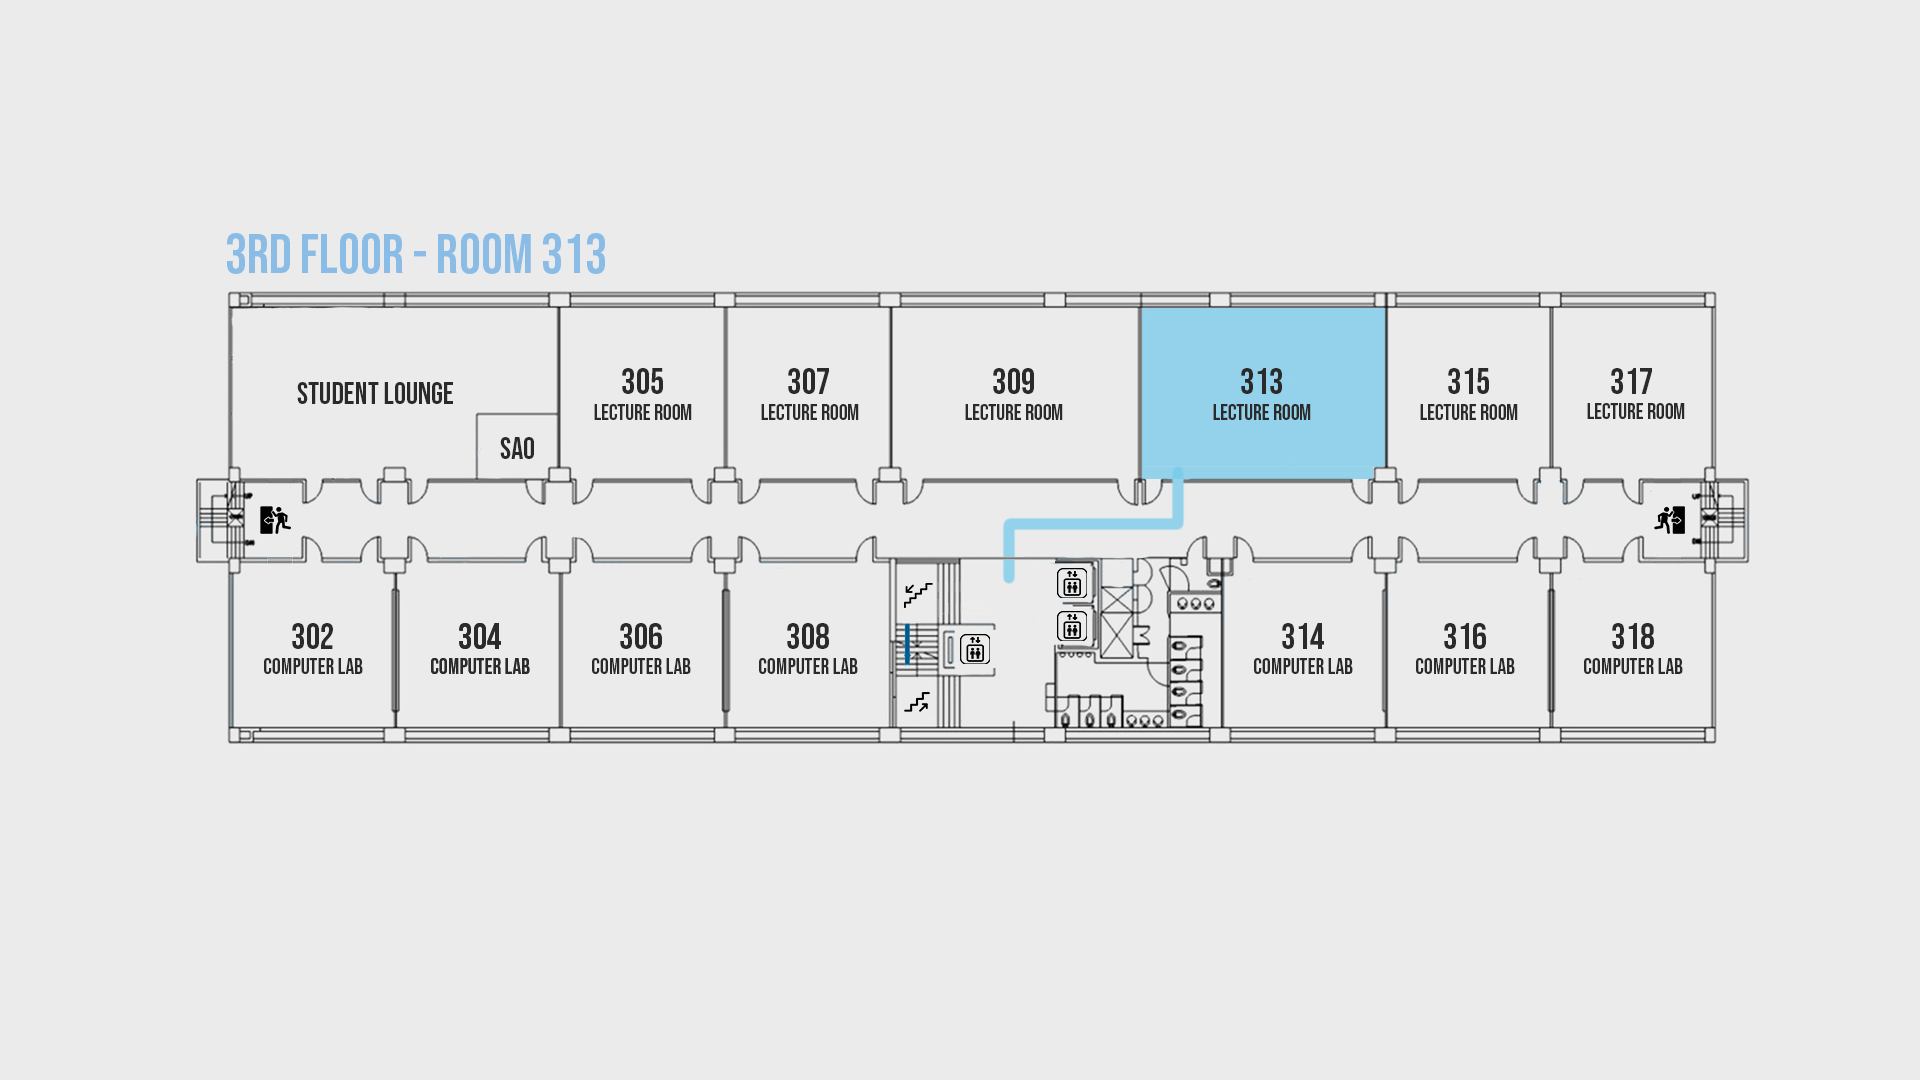 3RD FLOOR - ROOM 313
STUDENT LOUNGE
SAO
305
LECTURE ROOM
307
LECTURE ROOM
309
LECTURE ROOM
313
LECTURE ROOM
315
LECTURE ROOM
317
LECTURE ROOM
302
COMPUTER LAB
304
COMPUTER LAB
306
COMPUTER LAB
308
COMPUTER LAB
314
COMPUTER LAB
316
COMPUTER LAB
318
COMPUTER LAB